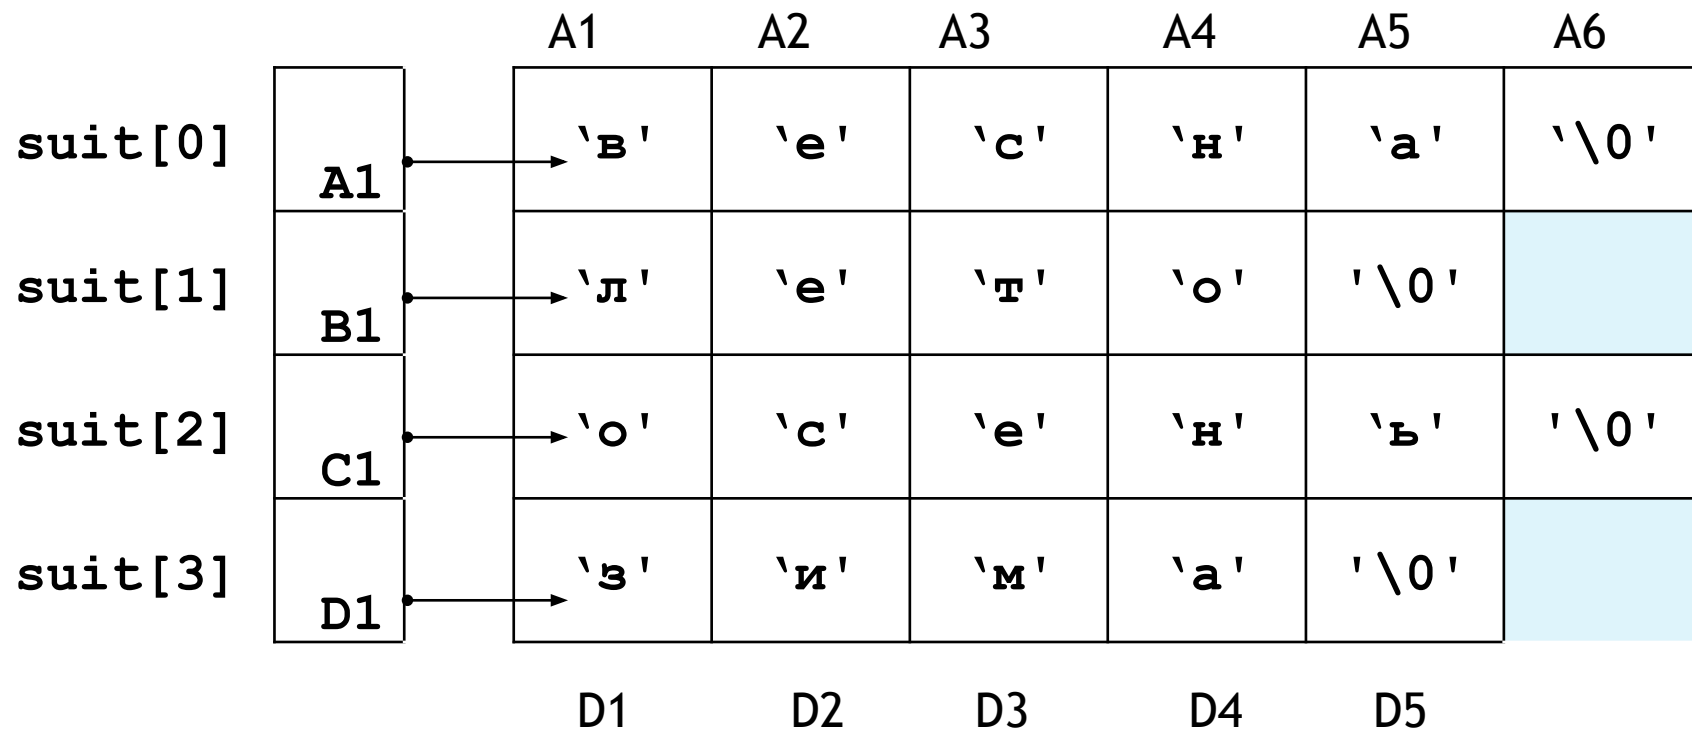 A1 A2 A3 A4 A5 A6
suit[0] A1 `в' `е' `с' `н' `а' `\0'
suit[1] B1 `л' `е' `т' `о' '\0'
suit[2] C1 `о' `с' `е' `н' `ь' '\0'
suit[3] D1 `з' `и' `м' `а' '\0'
D1 D2 D3 D4 D5